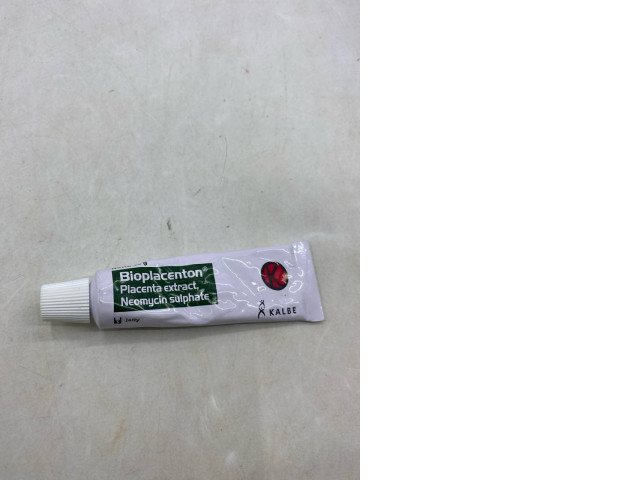 Bioplacenton®
Placenta extract,
Neomycin sulphate
KALBE